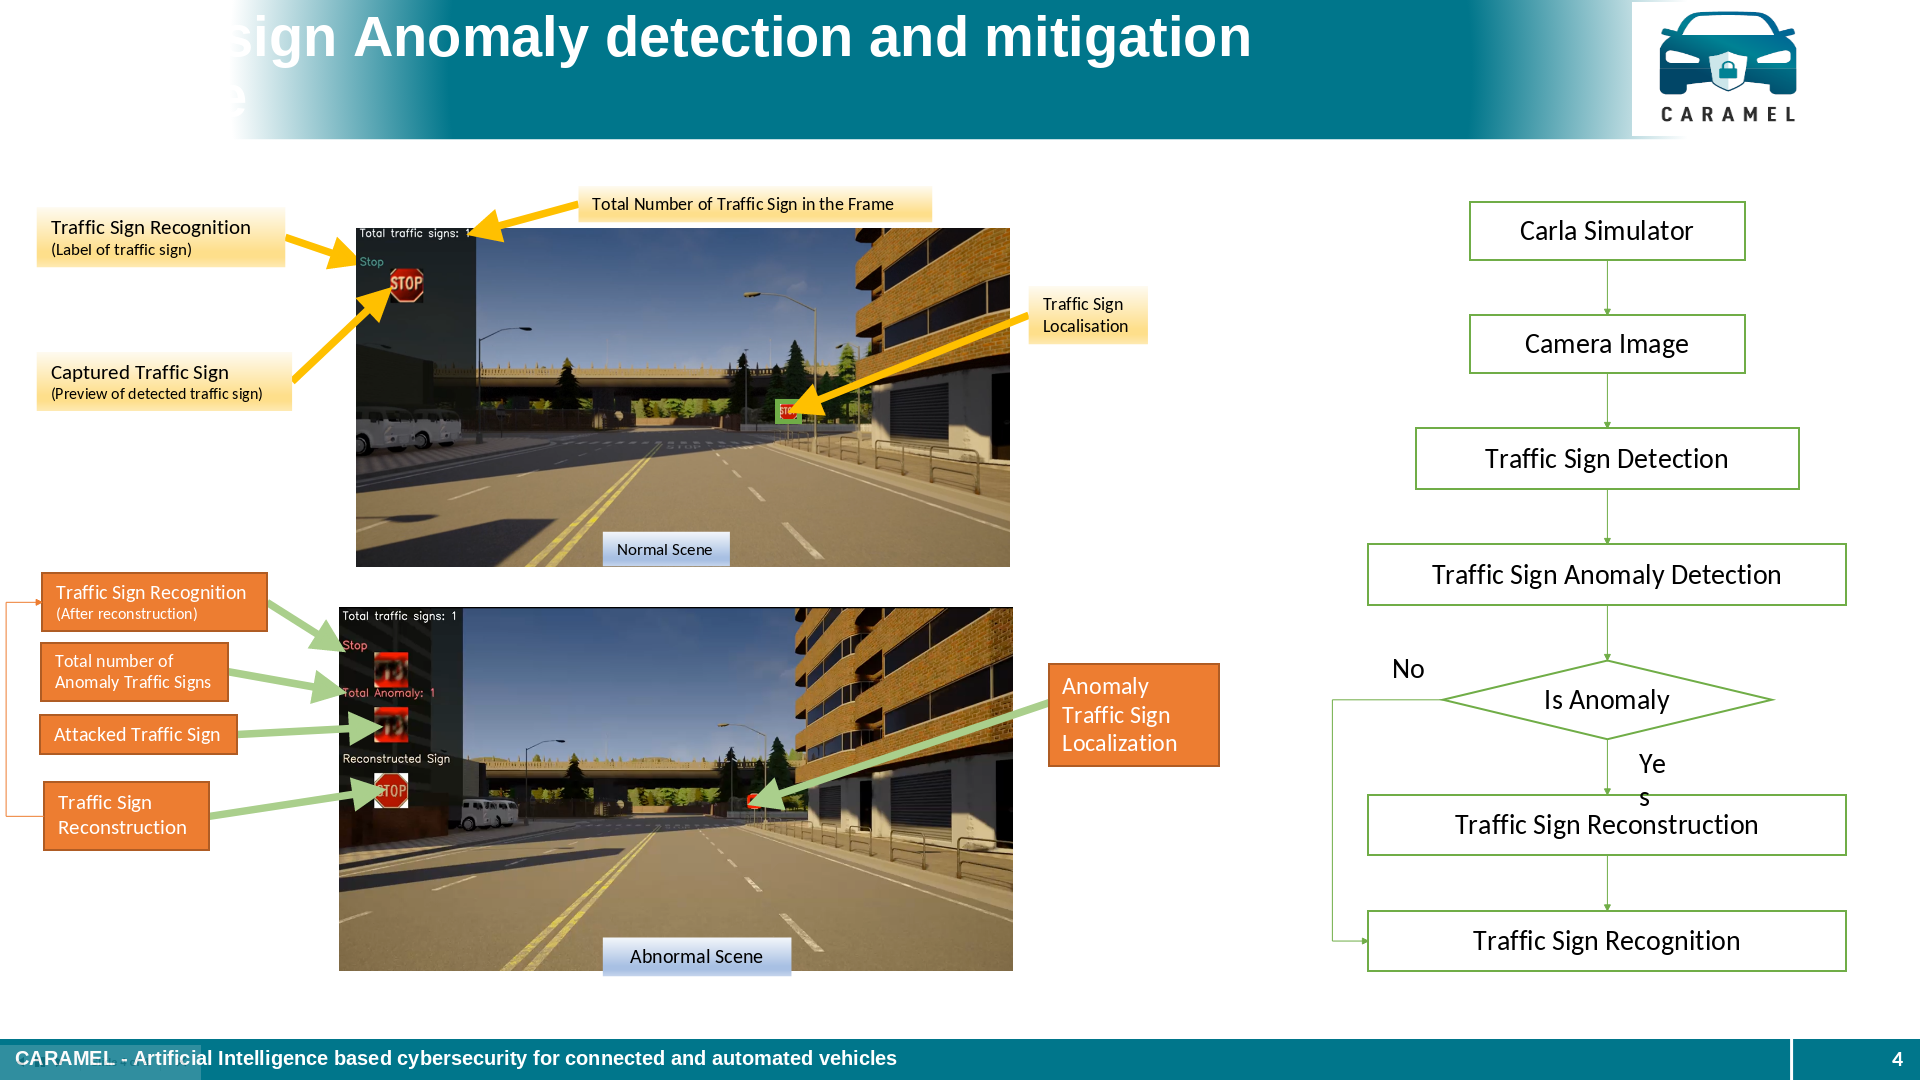 sign Anomaly detection and mitigation
e
CARAMEL
Total Number of Traffic Sign in the Frame
Traffic Sign Recognition
(Label of traffic sign)
Total traffic signs: 1
Stop
STOP
Captured Traffic Sign
(Preview of detected traffic sign)
Traffic Sign
Localisation
STOP
Normal Scene
Traffic Sign Recognition
(After reconstruction)
Total number of
Anomaly Traffic Signs
Attacked Traffic Sign
Traffic Sign
Reconstruction
Total traffic signs: 1
Stop
Total Anomaly: 1
Reconstructed Sign
STOP
Anomaly
Traffic Sign
Localization
Abnormal Scene
Carla Simulator
Camera Image
Traffic Sign Detection
Traffic Sign Anomaly Detection
No
Is Anomaly
Ye
s
Traffic Sign Reconstruction
Traffic Sign Recognition
CARAMEL - Artificial Intelligence based cybersecurity for connected and automated vehicles
4